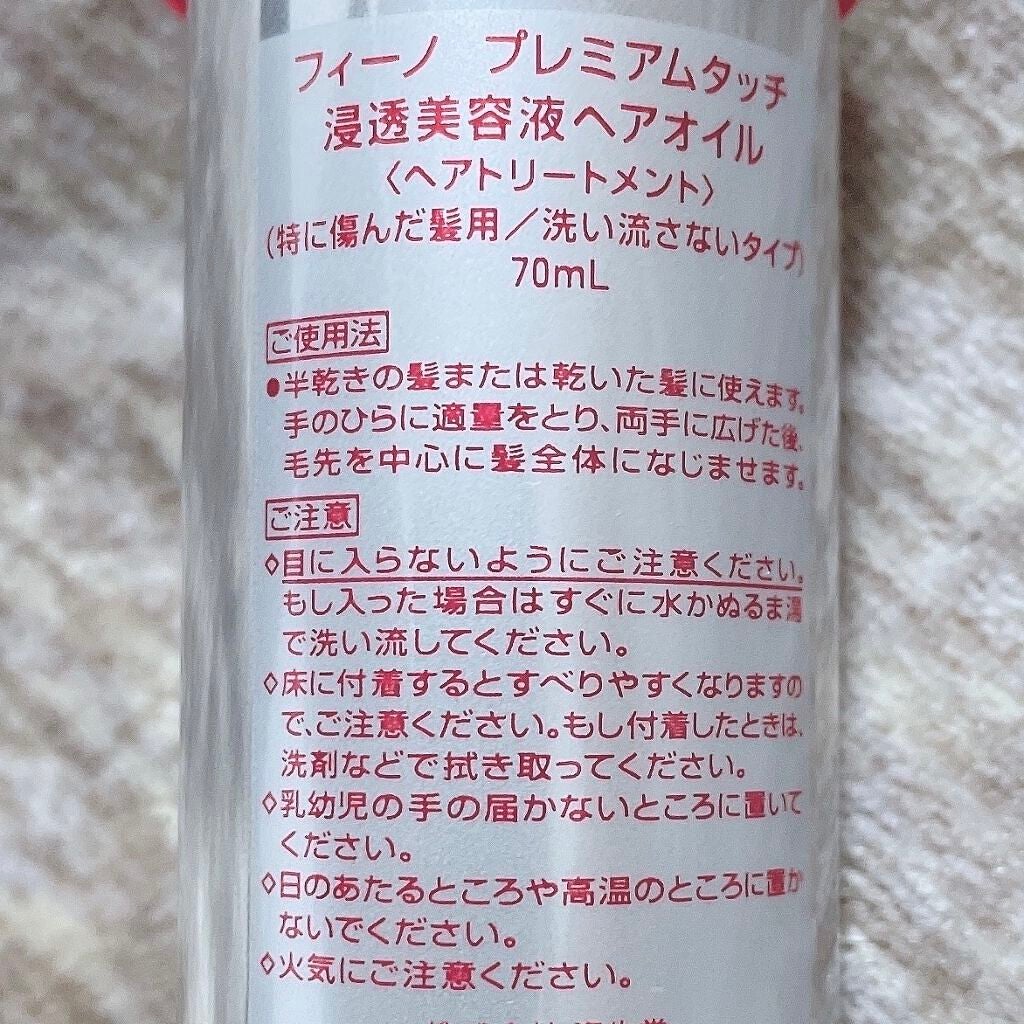 フィーノ プレミアムタッチ
浸透美容液ヘアオイル
〈ヘアトリートメント〉
(特に傷んだ髪用/洗い流さないタイプ)
70mL
ご使用法
●半乾きの髪または乾いた髪に使えます。
手のひらに適量をとり、両手に広げた後、
毛先を中心に髪全体になじませます。
ご注意
◇目に入らないようにご注意ください。
もし入った場合はすぐに水かぬるま湯
で洗い流してください。
◇床に付着するとすべりやすくなりますの
で、ご注意ください。もし付着したときは、
洗剤などで拭き取ってください。
◇乳幼児の手の届かないところに置いて
ください。
◇日のあたるところや高温のところに置か
ないでください。
◇火気にご注意ください。